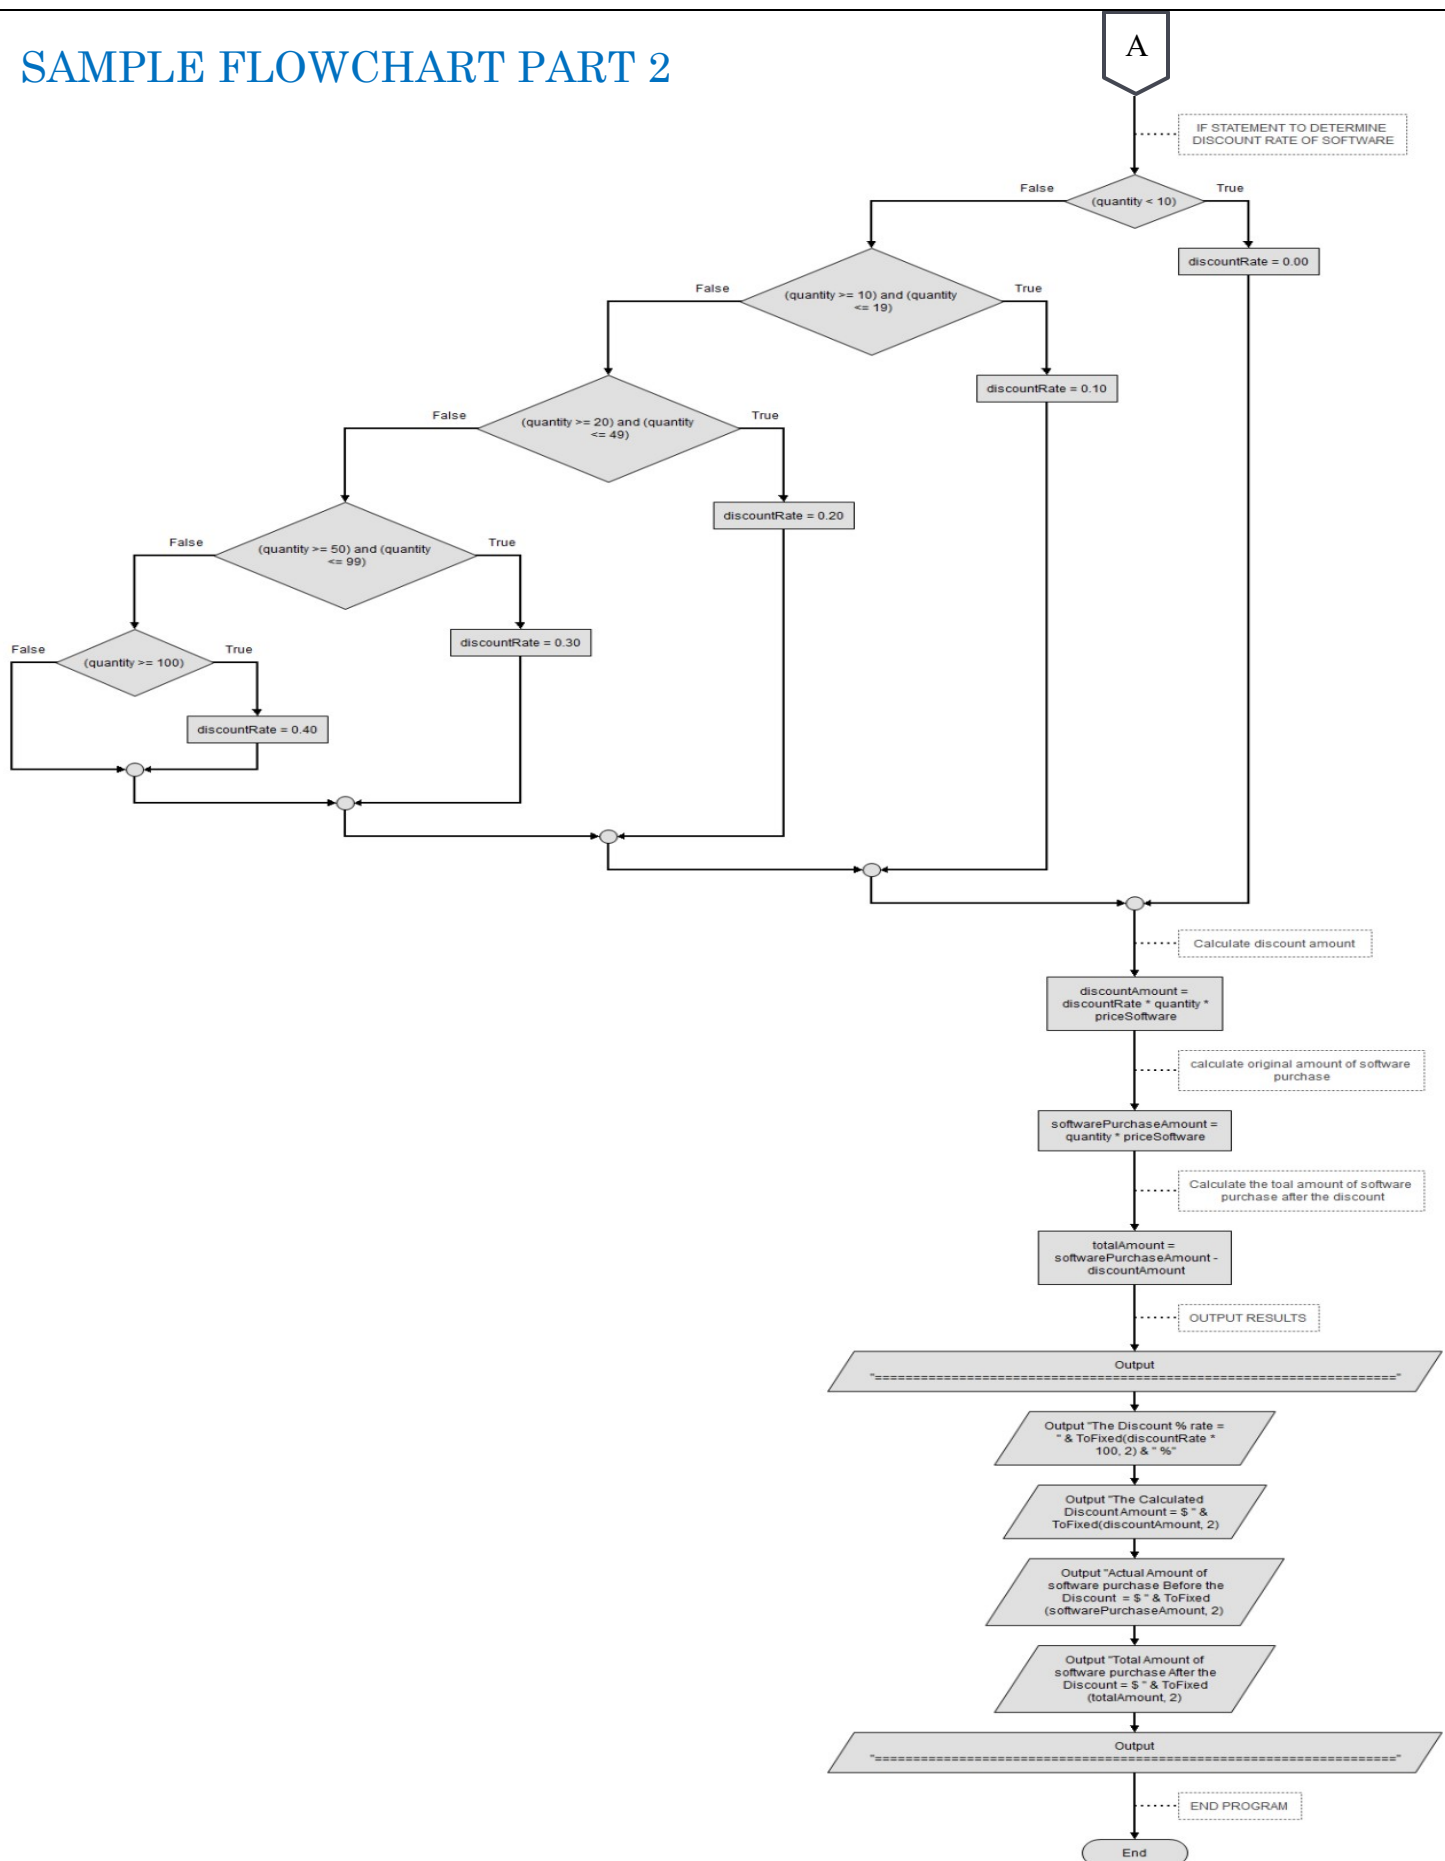 SAMPLE FLOWCHART PART 2
A
IF STATEMENT TO DETERMINE
DISCOUNT RATE OF SOFTWARE
False
(quantity < 10)
True
discountRate = 0.00
False
(quantity >= 10) and (quantity
<= 19)
True
discountRate = 0.10
False
(quantity >= 20) and (quantity
<= 49)
True
discountRate = 0.20
False
(quantity >= 50) and (quantity
<= 99)
True
discountRate = 0.30
False
(quantity >= 100)
True
discountRate = 0.40
Calculate discount amount
discountAmount =
discountRate * quantity *
priceSoftware
calculate original amount of software
purchase
softwarePurchaseAmount =
quantity * priceSoftware
Calculate the toal amount of software
purchase after the discount
totalAmount =
softwarePurchaseAmount -
discountAmount
OUTPUT RESULTS
Output
"===================================================================="
Output "The Discount % rate =
" & ToFixed(discountRate *
100, 2) & " %"
Output "The Calculated
Discount Amount = $ " &
ToFixed(discountAmount, 2)
Output "Actual Amount of
software purchase Before the
Discount  = $ " & ToFixed
(softwarePurchaseAmount, 2)
Output "Total Amount of
software purchase After the
Discount = $ " & ToFixed
(totalAmount, 2)
Output
"===================================================================="
END PROGRAM
End